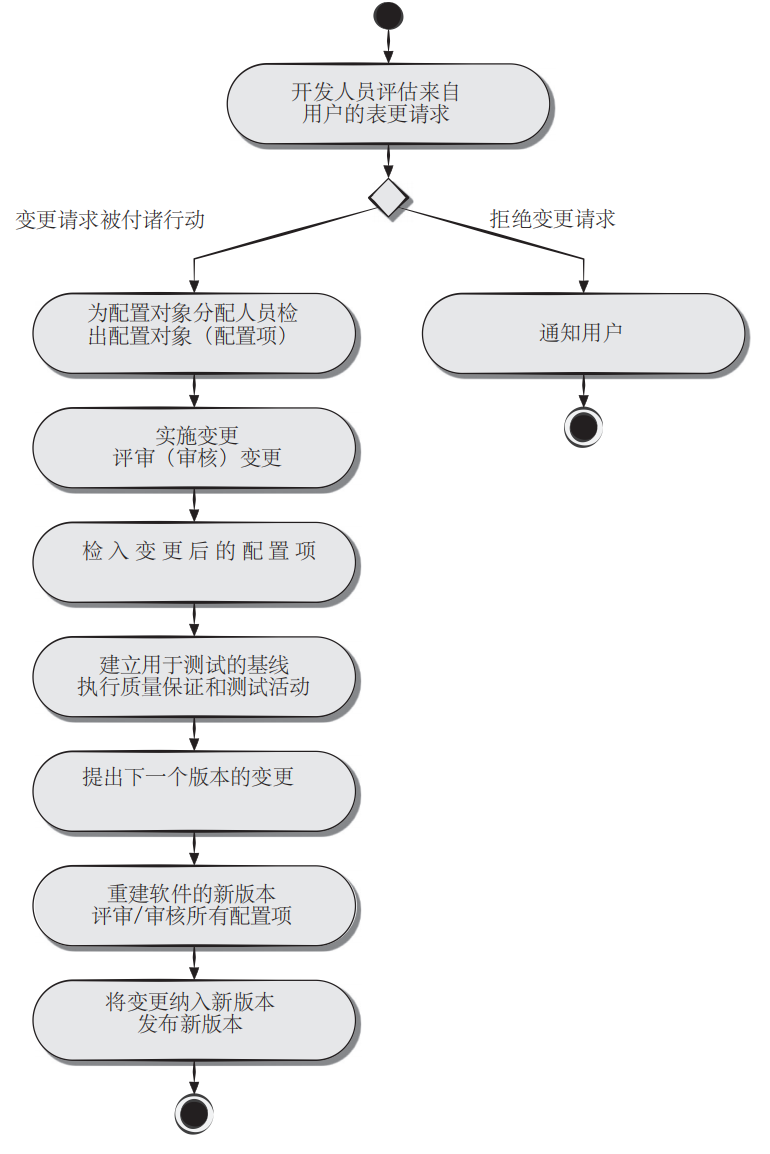 开发人员评估来自
用户的表更请求
变更请求被付诸行动
拒绝变更请求
为配置对象分配人员检
出配置对象（配置项）
通知用户
实施变更
评审（审核）变更
检入变更后的配置项
建立用于测试的基线
执行质量保证和测试活动
提出下一个版本的变更
重建软件的新版本
评审/审核所有配置项
将变更纳入新版本
发布新版本